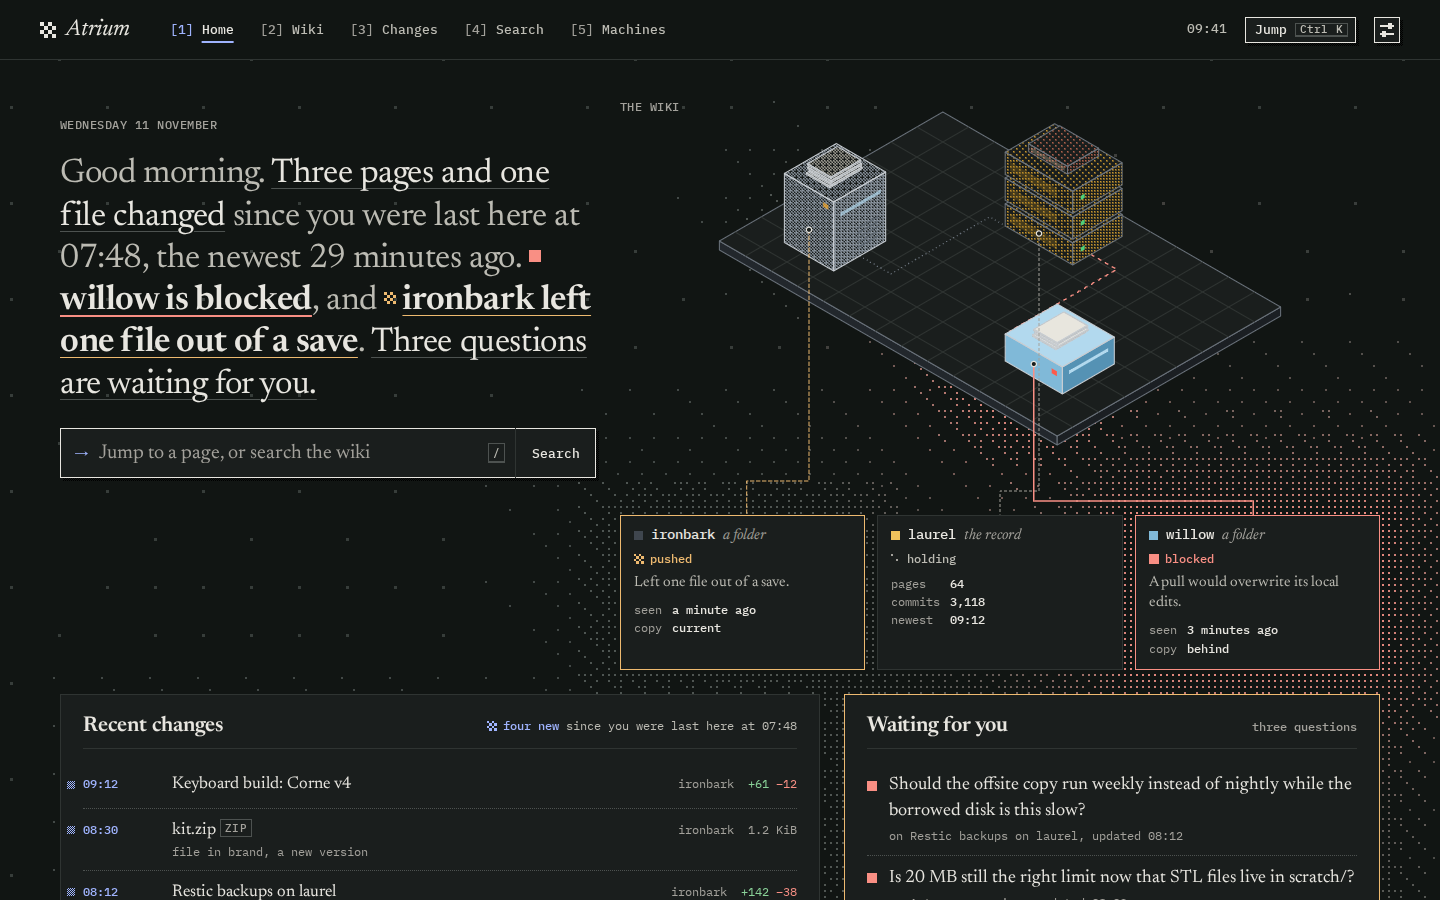 Atrium
[1] Home [2] Wiki [3] Changes [4] Search [5] Machines
09:41
Jump Ctrl K
WEDNESDAY 11 NOVEMBER
Good morning. Three pages and one
file changed since you were last here at
07:48, the newest 29 minutes ago.
willow is blocked, and ironbark left
one file out of a save. Three questions
are waiting for you.
→ Jump to a page, or search the wiki /
Search
THE WIKI
ironbark a folder
pushed
Left one file out of a save.
seen a minute ago
copy current
laurel the record
holding
pages 64
commits 3,118
newest 09:12
willow a folder
blocked
A pull would overwrite its local
edits.
seen 3 minutes ago
copy behind
Recent changes
four new since you were last here at 07:48
09:12 Keyboard build: Corne v4 ironbark +61 −12
08:30 kit.zip ZIP ironbark 1.2 KiB
file in brand, a new version
08:12 Restic backups on laurel ironbark +142 −38
Waiting for you
three questions
Should the offsite copy run weekly instead of nightly while the
borrowed disk is this slow?
on Restic backups on laurel, updated 08:12
Is 20 MB still the right limit now that STL files live in scratch/?